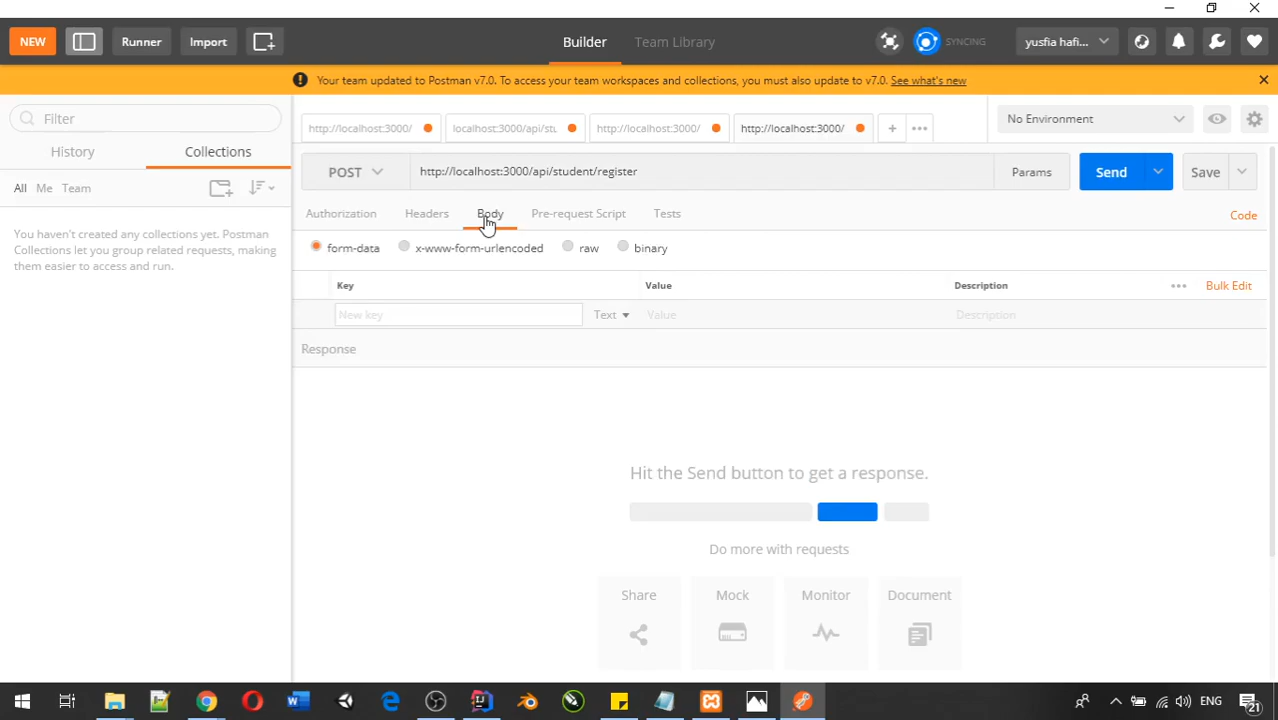 NEW
Runner
Import
Builder
Team Library
SYNCING
yusfia hafi...
Your team updated to Postman v7.0. To access your team workspaces and collections, you must also update to v7.0. See what's new
Filter
History
Collections
All Me Team
You haven't created any collections yet. Postman
Collections let you group related requests, making
them easier to access and run.
http://localhost:3000/
localhost:3000/api/stu
http://localhost:3000/
http://localhost:3000/
No Environment
POST
http://localhost:3000/api/student/register
Params
Send
Save
Authorization
Headers
Body
Pre-request Script
Tests
Code
form-data
x-www-form-urlencoded
raw
binary
Key
Value
Description
Bulk Edit
New key
Text
Value
Description
Response
Hit the Send button to get a response.
Do more with requests
Share
Mock
Monitor
Document
ENG
21